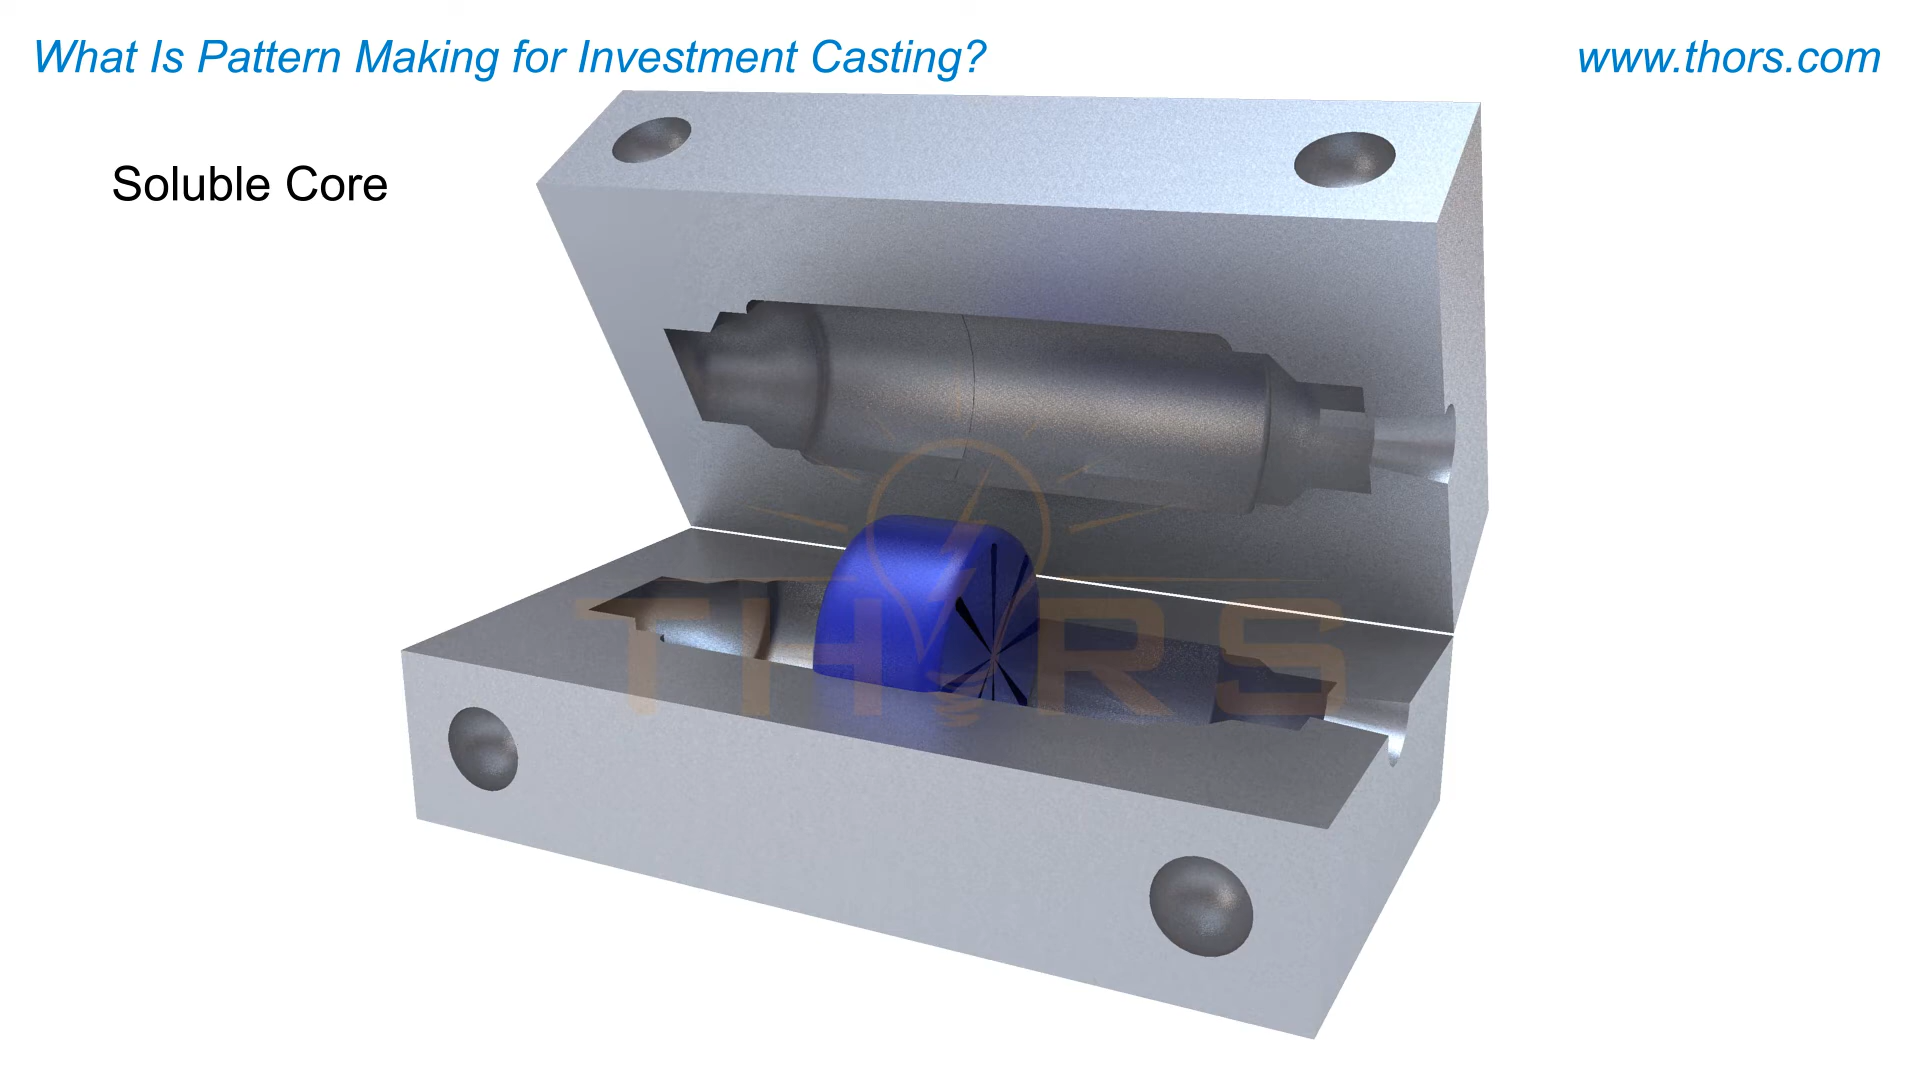 What Is Pattern Making for Investment Casting?
www.thors.com
Soluble Core
THORS